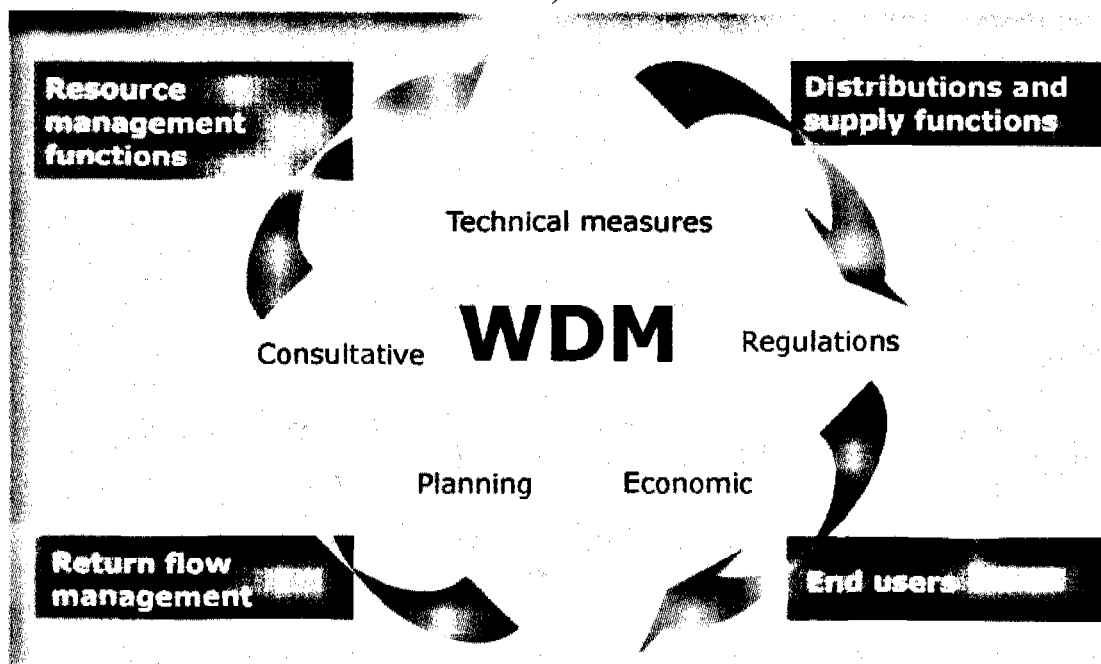 Resource
management
functions
Distributions and
supply functions
Technical measures
Consultative
WDM
Regulations
Planning
Economic
Return flow
management
End users